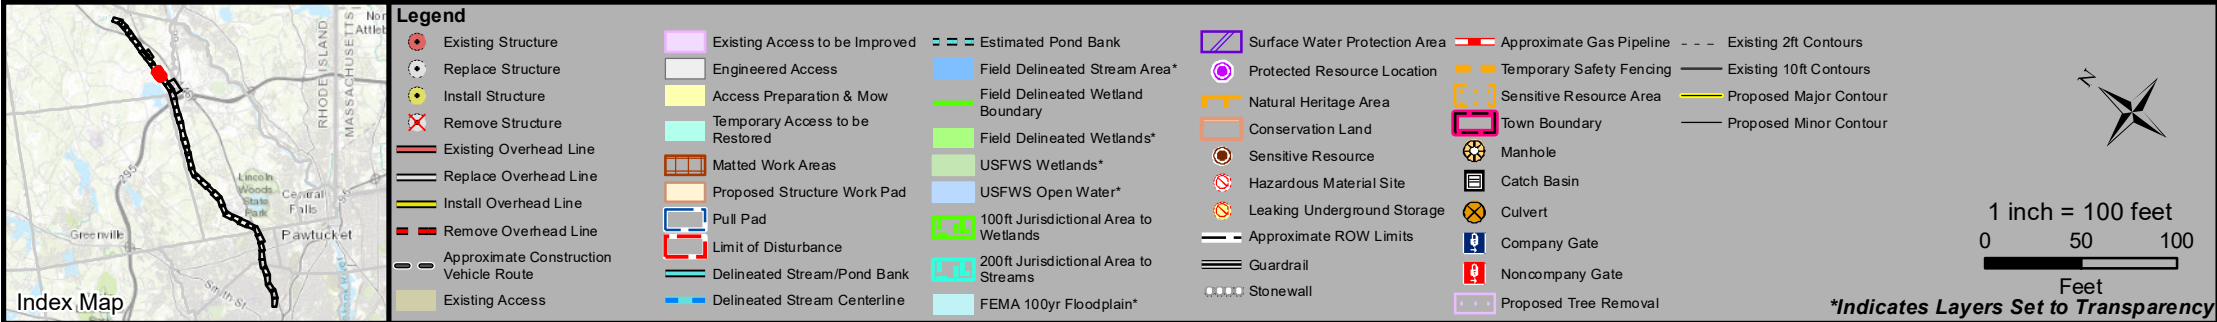 Nor
Attleb
RHODE ISLAND
MASSACHUSETTS
295
Lincoln
Woods
State
Park
Central
Falls
95
Greenville
Pawtucket
Smith St
Index Map
Legend
Existing Structure
Replace Structure
Install Structure
Remove Structure
Existing Overhead Line
Replace Overhead Line
Install Overhead Line
Remove Overhead Line
Approximate Construction
Vehicle Route
Existing Access
Existing Access to be Improved
Engineered Access
Access Preparation & Mow
Temporary Access to be
Restored
Matted Work Areas
Proposed Structure Work Pad
Pull Pad
Limit of Disturbance
Delineated Stream/Pond Bank
Delineated Stream Centerline
Estimated Pond Bank
Field Delineated Stream Area*
Field Delineated Wetland
Boundary
Field Delineated Wetlands*
USFWS Wetlands*
USFWS Open Water*
100ft Jurisdictional Area to
Wetlands
200ft Jurisdictional Area to
Streams
FEMA 100yr Floodplain*
Surface Water Protection Area
Protected Resource Location
Natural Heritage Area
Conservation Land
Sensitive Resource
Hazardous Material Site
Leaking Underground Storage
Approximate ROW Limits
Guardrail
Stonewall
Approximate Gas Pipeline
Temporary Safety Fencing
Sensitive Resource Area
Town Boundary
Manhole
Catch Basin
Culvert
Company Gate
Noncompany Gate
Proposed Tree Removal
Existing 2ft Contours
Existing 10ft Contours
Proposed Major Contour
Proposed Minor Contour
N
1 inch = 100 feet
0 50 100
Feet
*Indicates Layers Set to Transparency